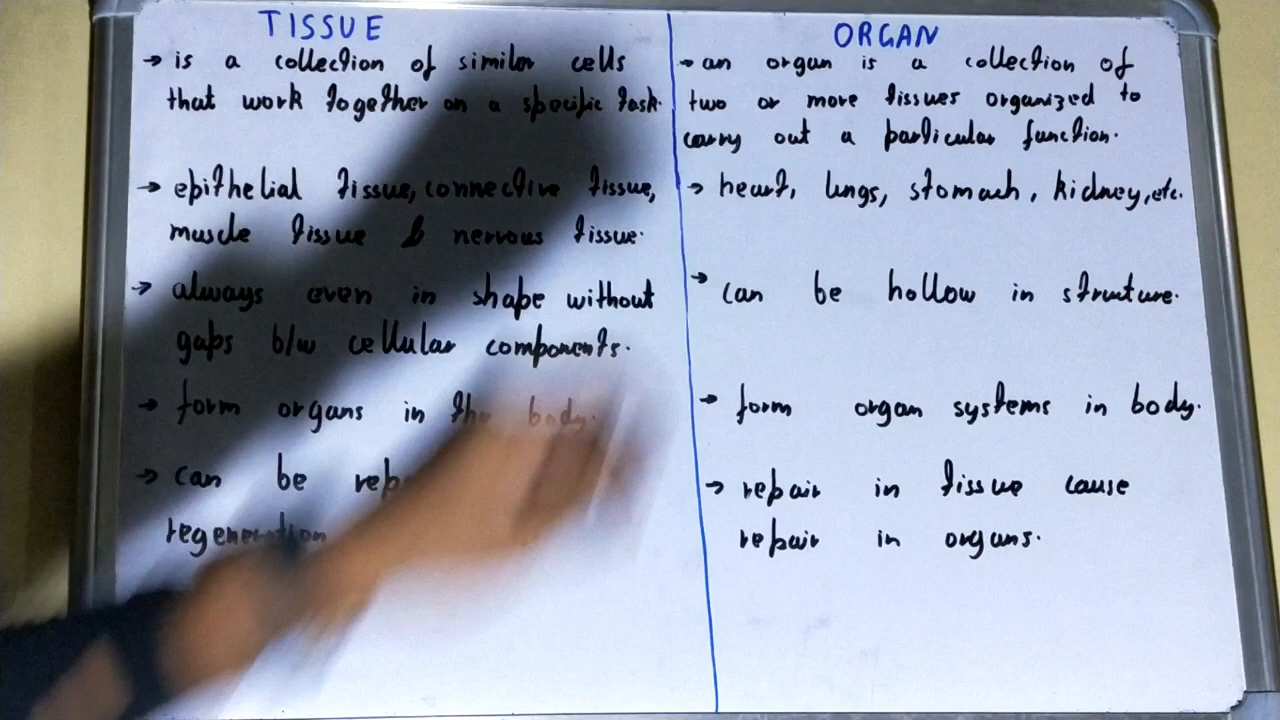 TISSUE
→ is a collection of similar cells
that work together on a specific task.
→ epithelial tissue, connective tissue,
muscle tissue & nervous tissue.
→ always even in shape without
gaps b/w cellular components.
→ form organs in the body.
→ can be
regeneration
ORGAN
→ an organ is a collection of
two or more tissues organized to
carry out a particular function.
→ heart, lungs, stomach, kidney, etc.
→ can be hollow in structure.
→ form organ systems in body.
→ repair in tissue cause
repair in organs.